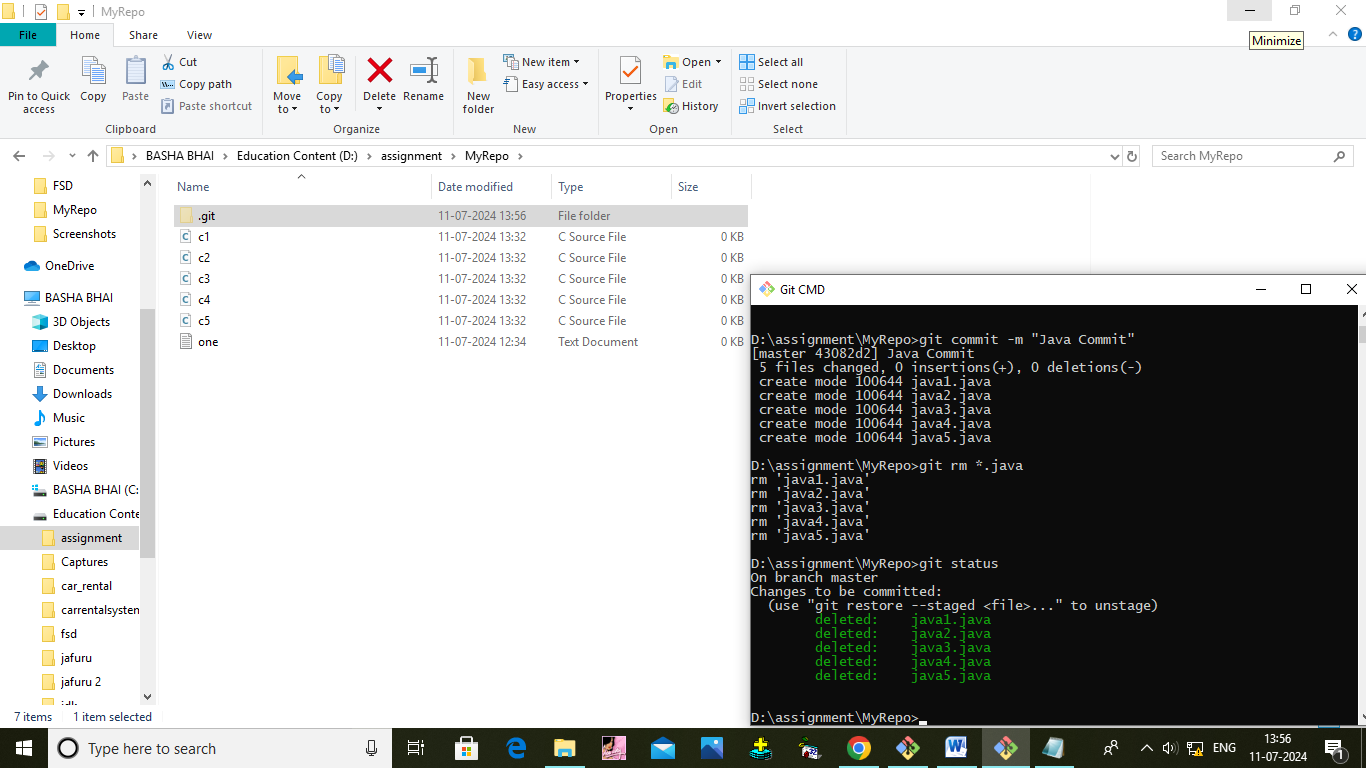 MyRepo
File Home Share View
Minimize
Pin to Quick access
Copy
Paste
Cut
Copy path
Paste shortcut
Clipboard
Move to
Copy to
Delete
Rename
Organize
New folder
New item
Easy access
New
Properties
Open
Edit
History
Open
Select all
Select none
Invert selection
Select
BASHA BHAI > Education Content (D:) > assignment > MyRepo >
Search MyRepo
FSD
MyRepo
Screenshots
OneDrive
BASHA BHAI
3D Objects
Desktop
Documents
Downloads
Music
Pictures
Videos
BASHA BHAI (C:
Education Conte
assignment
Captures
car_rental
carrentalsystem
fsd
jafuru
jafuru 2
Name Date modified Type Size
.git 11-07-2024 13:56 File folder
c1 11-07-2024 13:32 C Source File 0 KB
c2 11-07-2024 13:32 C Source File 0 KB
c3 11-07-2024 13:32 C Source File 0 KB
c4 11-07-2024 13:32 C Source File 0 KB
c5 11-07-2024 13:32 C Source File 0 KB
one 11-07-2024 12:34 Text Document 0 KB
7 items 1 item selected
Git CMD
D:\assignment\MyRepo>git commit -m "Java Commit"
[master 43082d2] Java Commit
5 files changed, 0 insertions(+), 0 deletions(-)
create mode 100644 java1.java
create mode 100644 java2.java
create mode 100644 java3.java
create mode 100644 java4.java
create mode 100644 java5.java
D:\assignment\MyRepo>git rm *.java
rm 'java1.java'
rm 'java2.java'
rm 'java3.java'
rm 'java4.java'
rm 'java5.java'
D:\assignment\MyRepo>git status
On branch master
Changes to be committed:
(use "git restore --staged <file>..." to unstage)
deleted: java1.java
deleted: java2.java
deleted: java3.java
deleted: java4.java
deleted: java5.java
D:\assignment\MyRepo>
Type here to search
ENG
13:56
11-07-2024
1